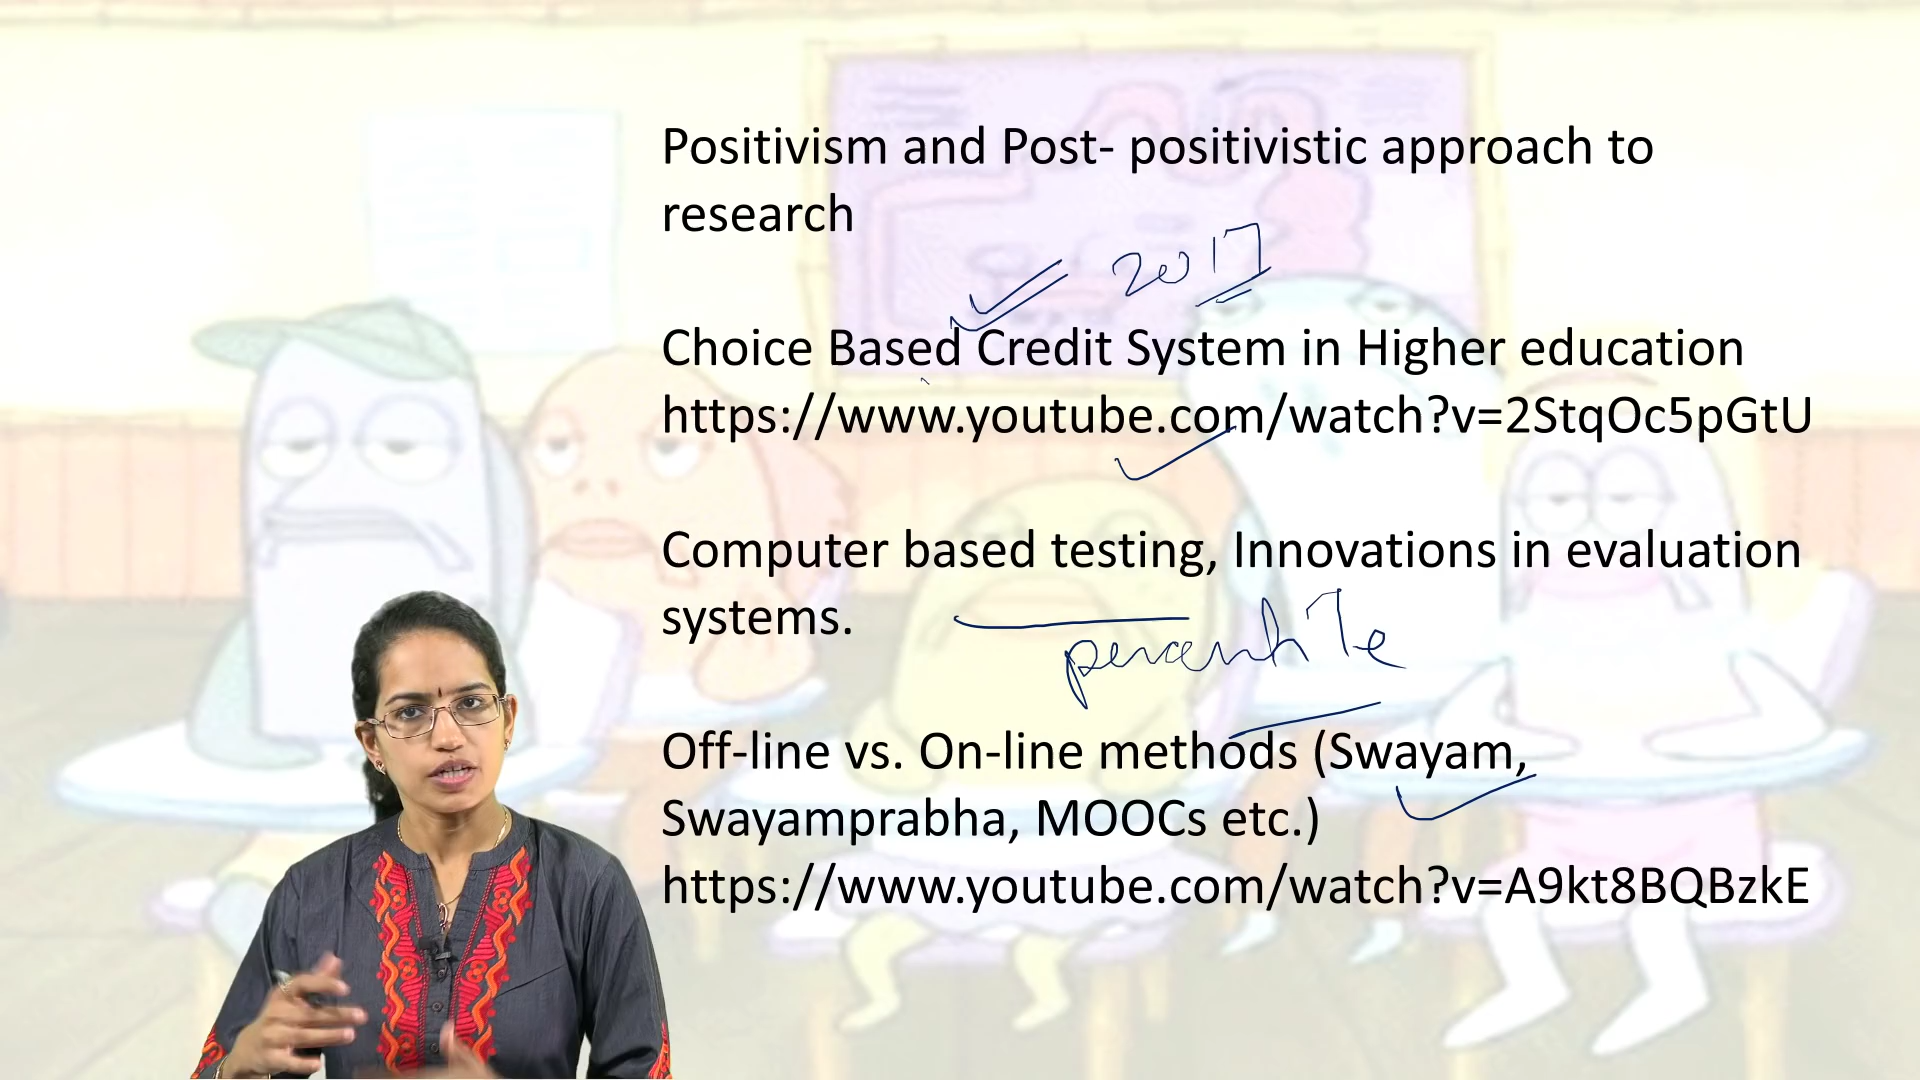 Positivism and Post- positivistic approach to
research
2017
Choice Based Credit System in Higher education
https://www.youtube.com/watch?v=2StqOc5pGtU
Computer based testing, Innovations in evaluation
systems.
percentile
Off-line vs. On-line methods (Swayam,
Swayamprabha, MOOCs etc.)
https://www.youtube.com/watch?v=A9kt8BQBzkE